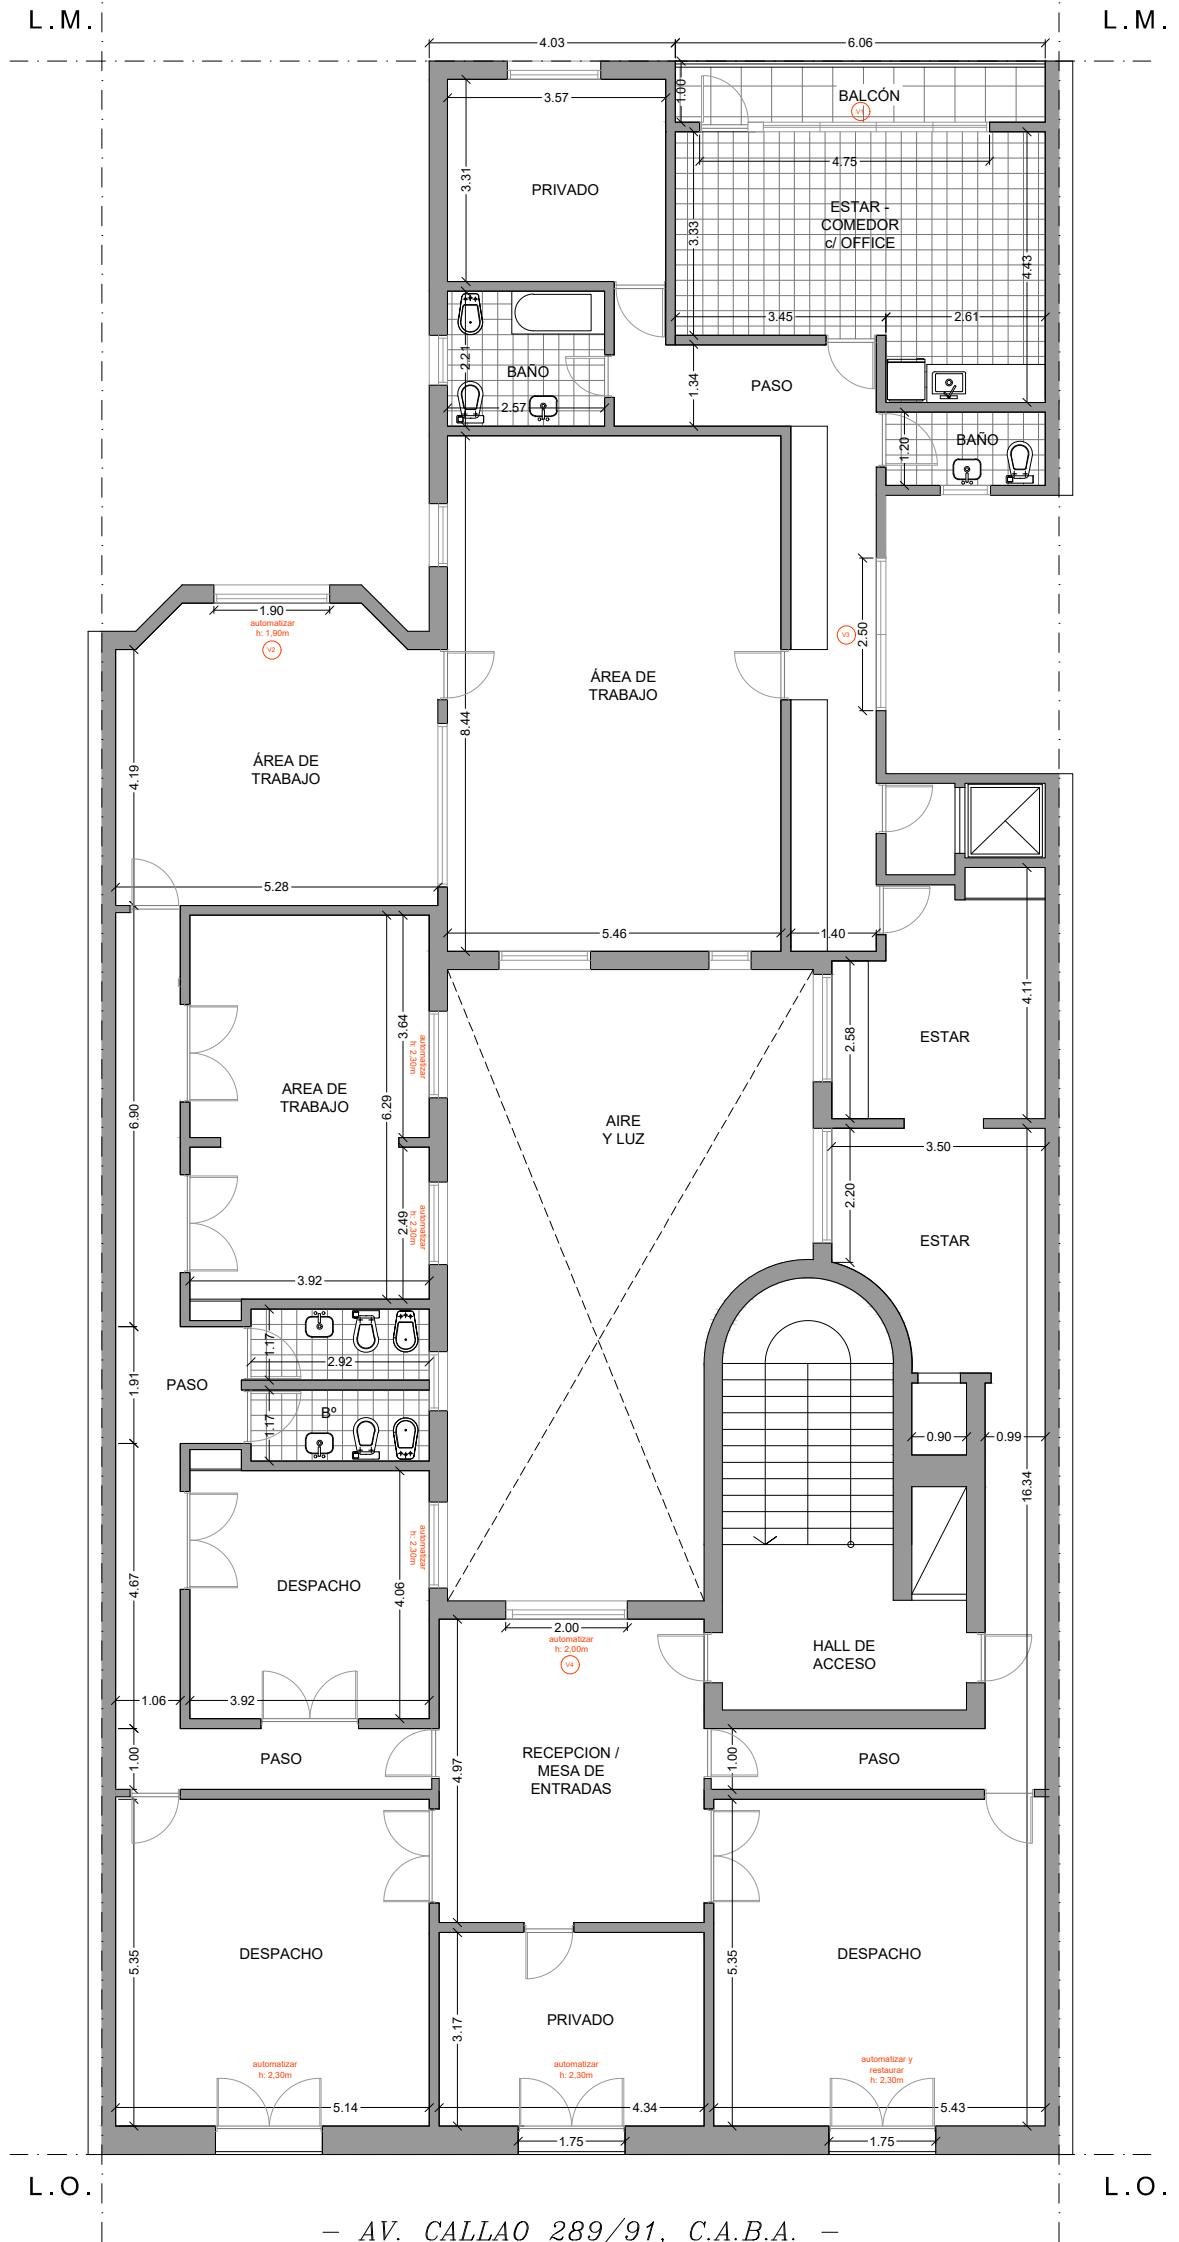 L.M.
L.M.
4.03
6.06
3.57
1.00
BALCÓN
V1
4.75
3.31
PRIVADO
ESTAR -
COMEDOR
c/ OFFICE
3.33
4.43
3.45
2.61
2.21
BAÑO
2.57
1.34
PASO
1.20
BAÑO
1.90
automatizar
h: 1,90m
V2
V3
2.50
ÁREA DE
TRABAJO
8.44
ÁREA DE
TRABAJO
4.19
5.28
5.46
1.40
3.64
automatizar
h: 2,30m
2.58
ESTAR
4.11
6.90
AREA DE
TRABAJO
6.29
AIRE
Y LUZ
3.50
2.49
automatizar
h: 2,30m
2.20
ESTAR
3.92
1.17
2.92
1.91
PASO
1.17
Bº
0.90
0.99
16.34
automatizar
h: 2,30m
4.67
DESPACHO
4.06
2.00
automatizar
h: 2,00m
V4
HALL DE
ACCESO
1.06
3.92
1.00
PASO
4.97
RECEPCION /
MESA DE
ENTRADAS
1.00
PASO
5.35
DESPACHO
5.35
DESPACHO
3.17
PRIVADO
automatizar
h: 2,30m
automatizar
h: 2,30m
automatizar y
restaurar
h: 2,30m
5.14
4.34
5.43
1.75
1.75
L.O.
L.O.
– AV. CALLAO 289/91, C.A.B.A. –